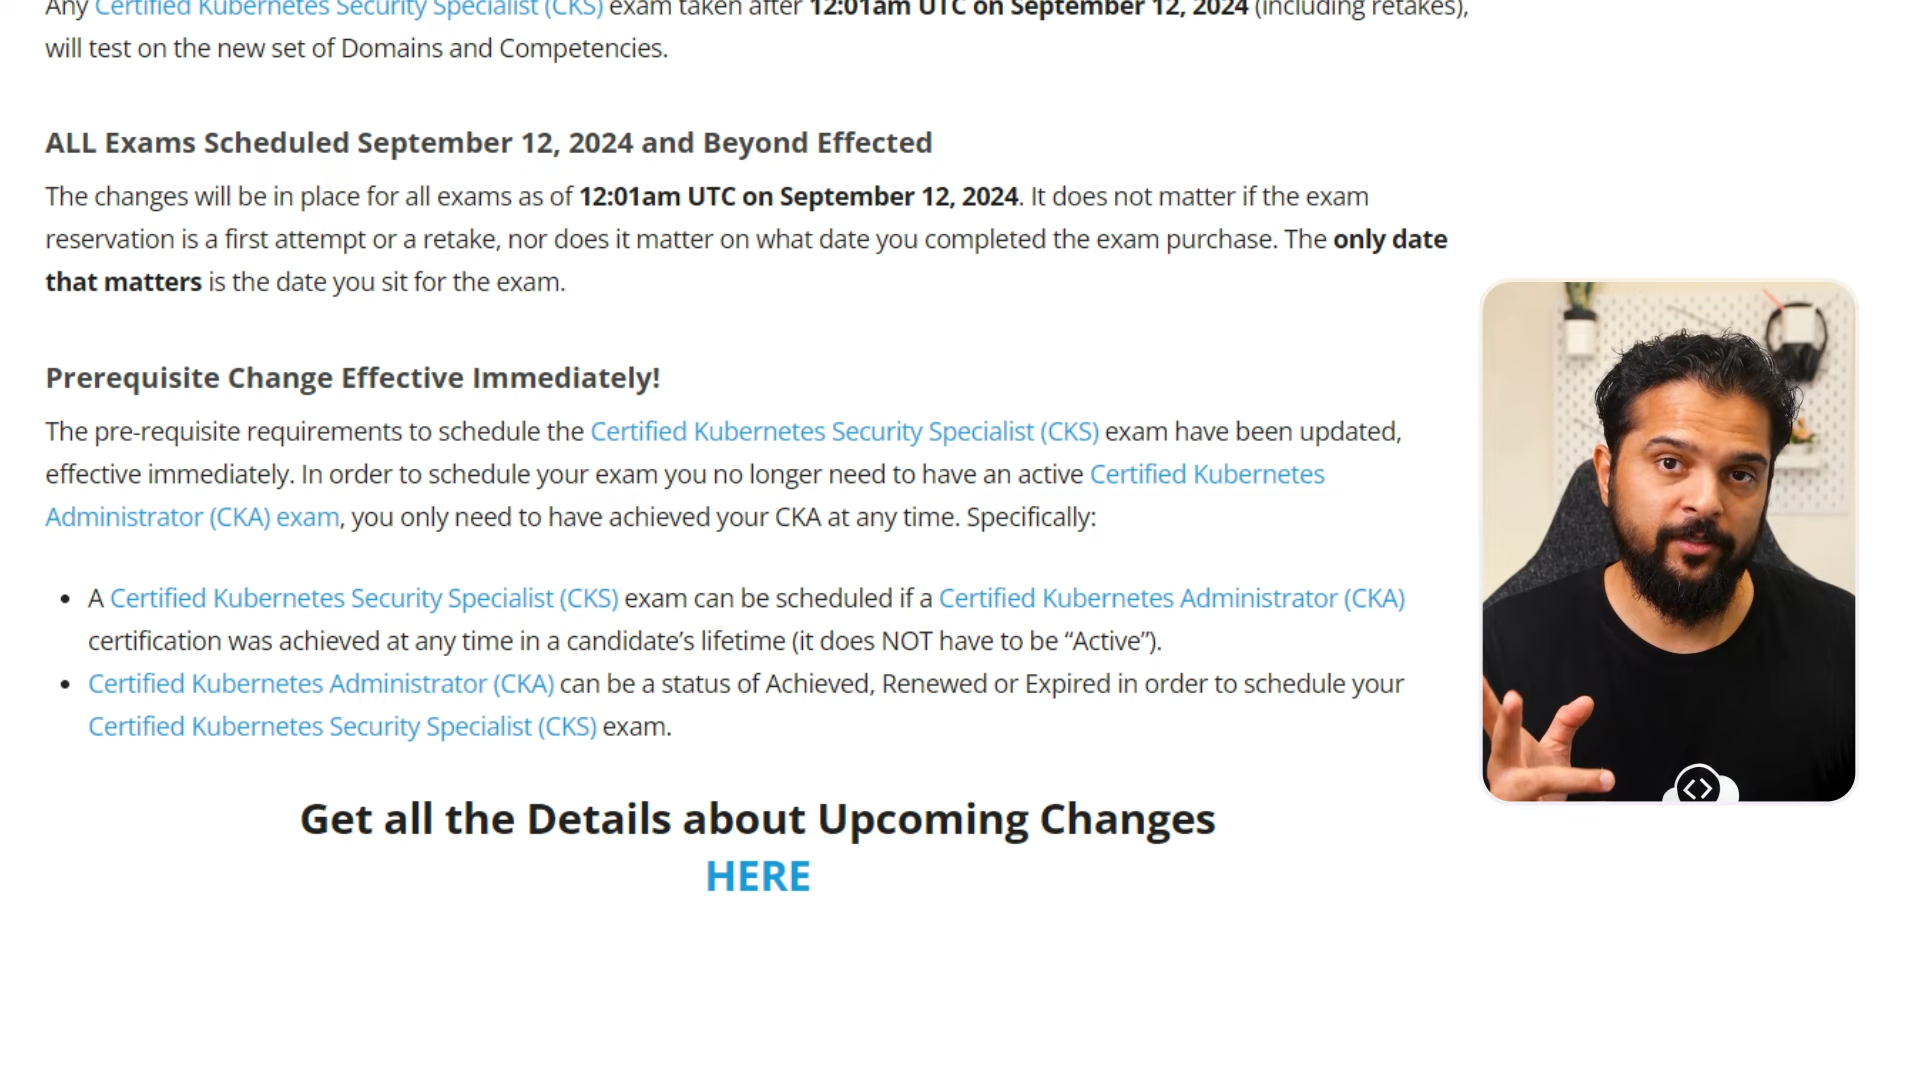 Any Certified Kubernetes Security Specialist (CKS) exam taken after 12:01am UTC on September 12, 2024 (including retakes),
will test on the new set of Domains and Competencies.
ALL Exams Scheduled September 12, 2024 and Beyond Effected
The changes will be in place for all exams as of 12:01am UTC on September 12, 2024. It does not matter if the exam
reservation is a first attempt or a retake, nor does it matter on what date you completed the exam purchase. The only date
that matters is the date you sit for the exam.
Prerequisite Change Effective Immediately!
The pre-requisite requirements to schedule the Certified Kubernetes Security Specialist (CKS) exam have been updated,
effective immediately. In order to schedule your exam you no longer need to have an active Certified Kubernetes
Administrator (CKA) exam, you only need to have achieved your CKA at any time. Specifically:
• A Certified Kubernetes Security Specialist (CKS) exam can be scheduled if a Certified Kubernetes Administrator (CKA)
certification was achieved at any time in a candidate’s lifetime (it does NOT have to be “Active”).
• Certified Kubernetes Administrator (CKA) can be a status of Achieved, Renewed or Expired in order to schedule your
Certified Kubernetes Security Specialist (CKS) exam.
Get all the Details about Upcoming Changes
HERE